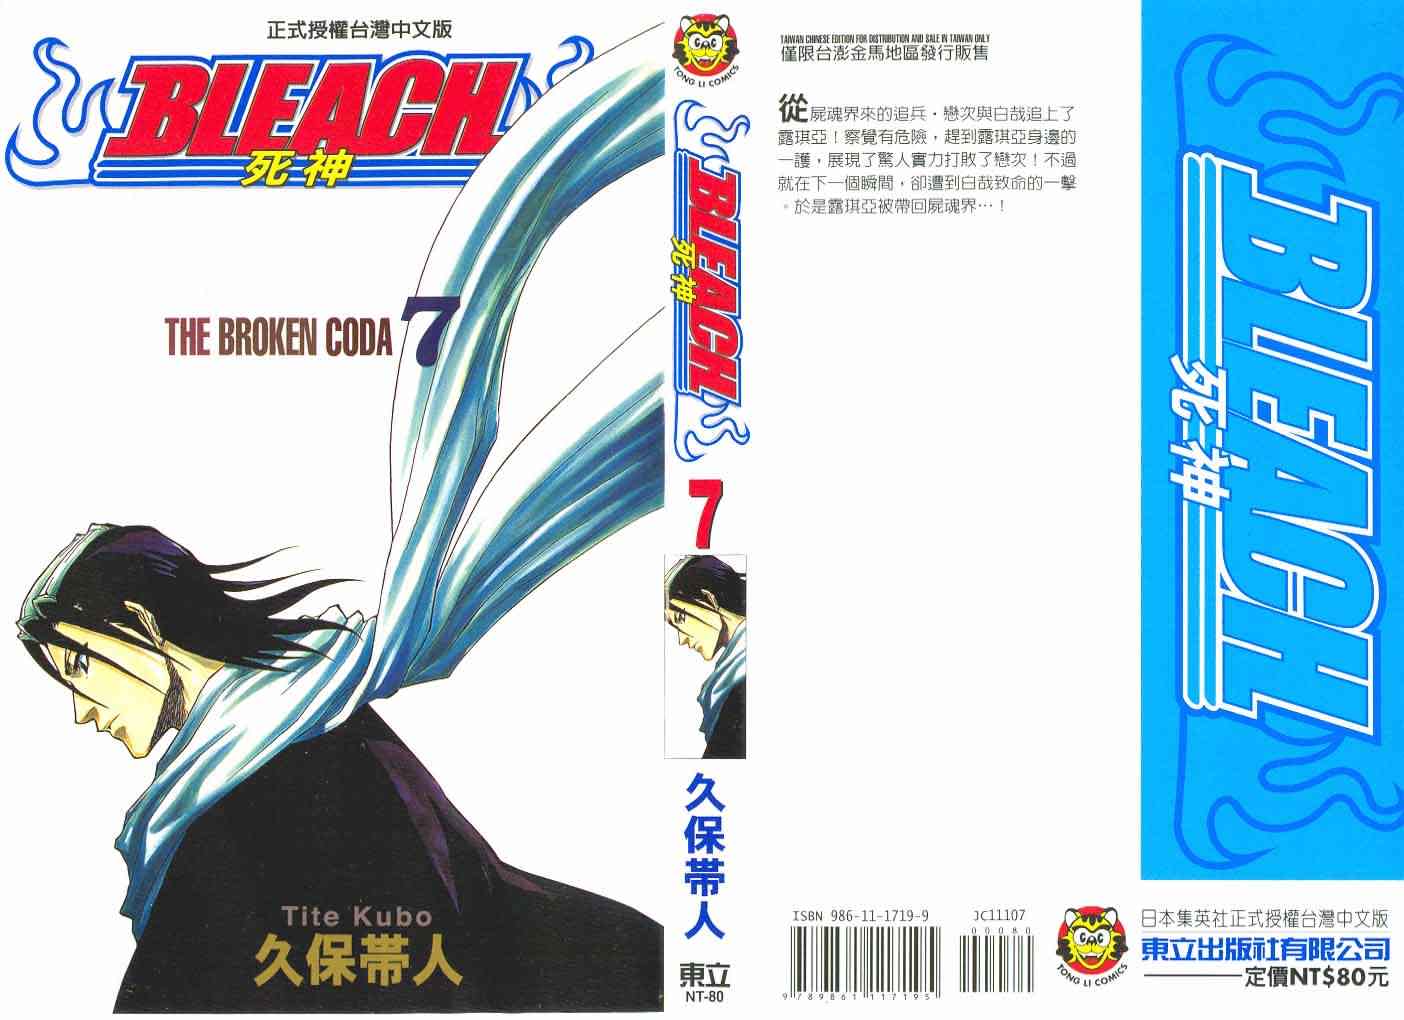 正式授權台灣中文版
BLEACH
死神
THE BROKEN CODA 7
Tite Kubo
久保帯人
TONG LI COMICS
BLEACH
死神
7
久保帯人
東立
NT-80
TAIWAN CHINESE EDITION FOR DISTRIBUTION AND SALE IN TAIWAN ONLY
僅限台澎金馬地區發行販售
從屍魂界來的追兵‧戀次與白哉追上了
露琪亞！察覺有危險，趕到露琪亞身邊的
一護，展現了驚人實力打敗了戀次！不過
就在下一個瞬間，卻遭到白哉致命的一擊
。於是露琪亞被帶回屍魂界…！
ISBN 986-11-1719-9
JC11107
00080
9 789861 117195
TONG LI COMICS
日本集英社正式授權台灣中文版
東立出版社有限公司
定價NT$80元
BLEACH
死神